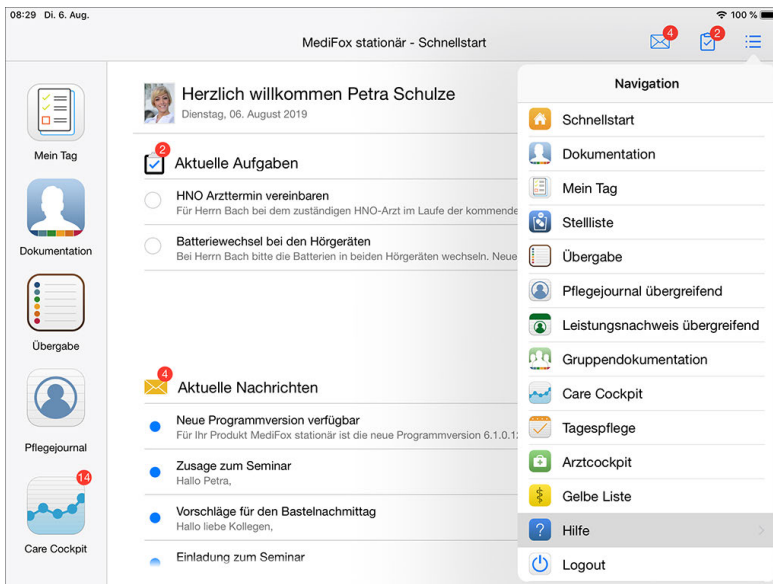 08:29 Di. 6. Aug.
100 %
MediFox stationär - Schnellstart
4
2
Mein Tag
Dokumentation
Übergabe
Pflegejournal
14
Care Cockpit
Herzlich willkommen Petra Schulze
Dienstag, 06. August 2019
2
Aktuelle Aufgaben
HNO Arzttermin vereinbaren
Für Herrn Bach bei dem zuständigen HNO-Arzt im Laufe der kommende
Batteriewechsel bei den Hörgeräten
Bei Herrn Bach bitte die Batterien in beiden Hörgeräten wechseln. Neue
4
Aktuelle Nachrichten
Neue Programmversion verfügbar
Für Ihr Produkt MediFox stationär ist die neue Programmversion 6.1.0.12
Zusage zum Seminar
Hallo Petra,
Vorschläge für den Bastelnachmittag
Hallo liebe Kollegen,
Einladung zum Seminar
Navigation
Schnellstart
Dokumentation
Mein Tag
Stellliste
Übergabe
Pflegejournal übergreifend
Leistungsnachweis übergreifend
Gruppendokumentation
Care Cockpit
Tagespflege
Arztcockpit
Gelbe Liste
Hilfe
Logout